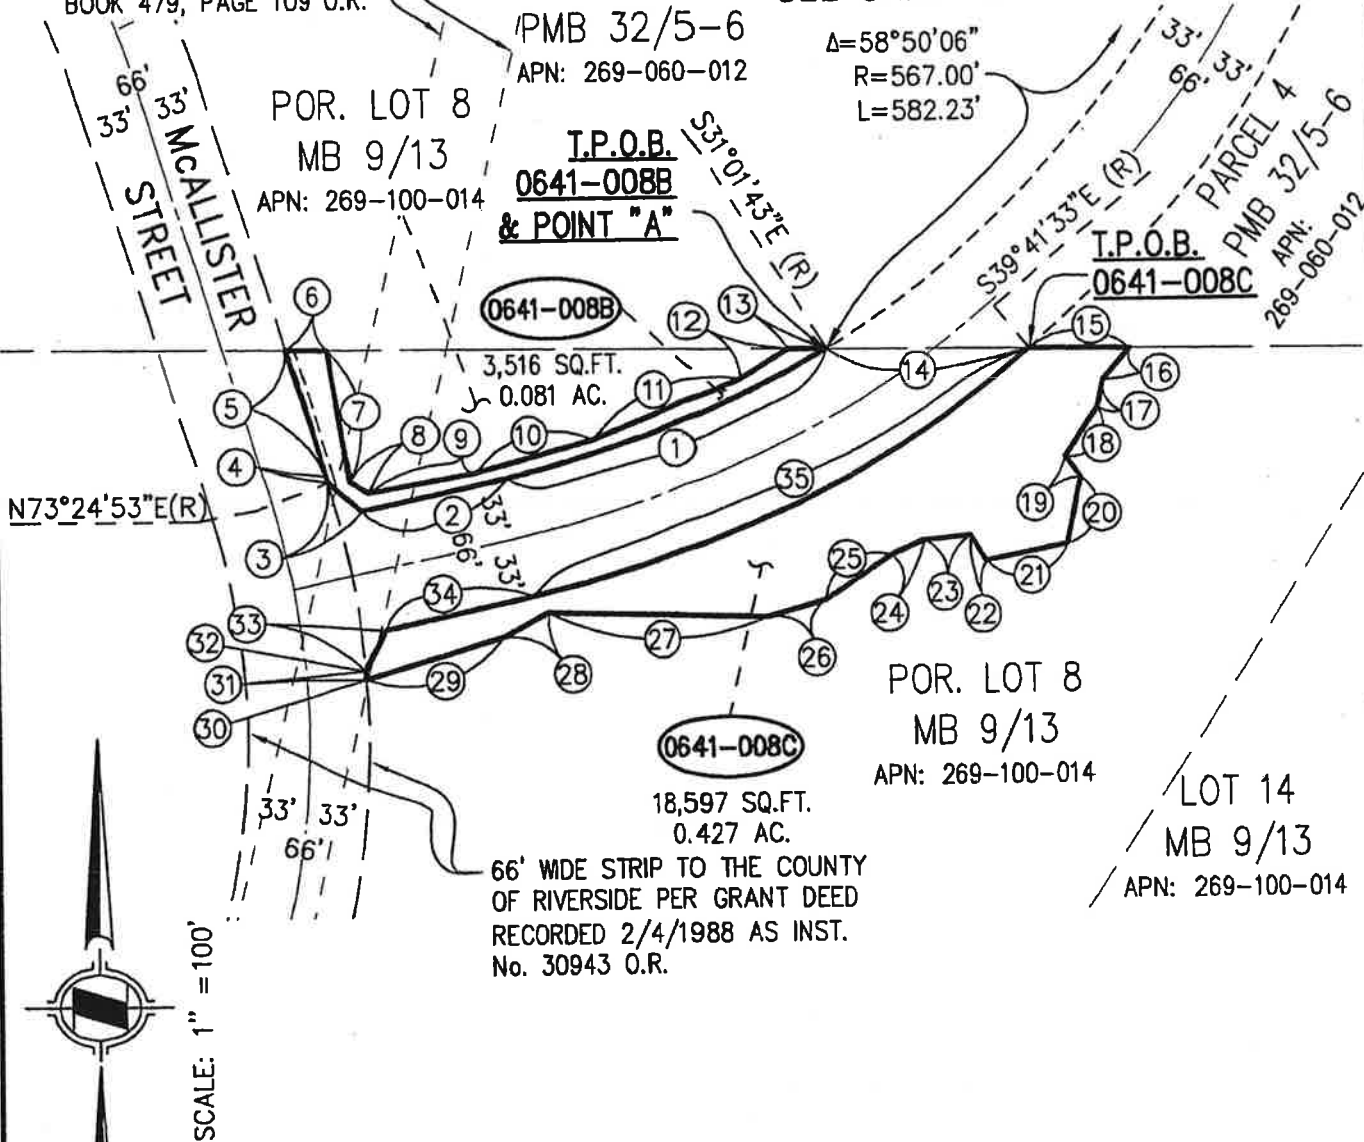 BOOK 479, PAGE 109 O.R.
PMB 32/5-6
APN: 269-060-012
Δ=58°50'06"
R=567.00'
L=582.23'
33'
66'
33'
PARCEL 4
PMB 32/5-6
APN:
269-060-012
66'
33'
33'
McALLISTER
STREET
POR. LOT 8
MB 9/13
APN: 269-100-014
T.P.O.B.
0641-008B
& POINT "A"
S31°01'43"E (R)
S39°41'33"E (R)
T.P.O.B.
0641-008C
0641-008B
3,516 SQ.FT.
0.081 AC.
6
12
13
14
15
16
17
18
19
20
21
22
23
24
25
26
27
28
29
30
31
32
33
34
35
1
2
3
4
5
7
8
9
10
11
N73°24'53"E(R)
33'
66'
33'
0641-008C
18,597 SQ.FT.
0.427 AC.
POR. LOT 8
MB 9/13
APN: 269-100-014
LOT 14
MB 9/13
APN: 269-100-014
33'
33'
66'
66' WIDE STRIP TO THE COUNTY
OF RIVERSIDE PER GRANT DEED
RECORDED 2/4/1988 AS INST.
No. 30943 O.R.
SCALE: 1" =100'